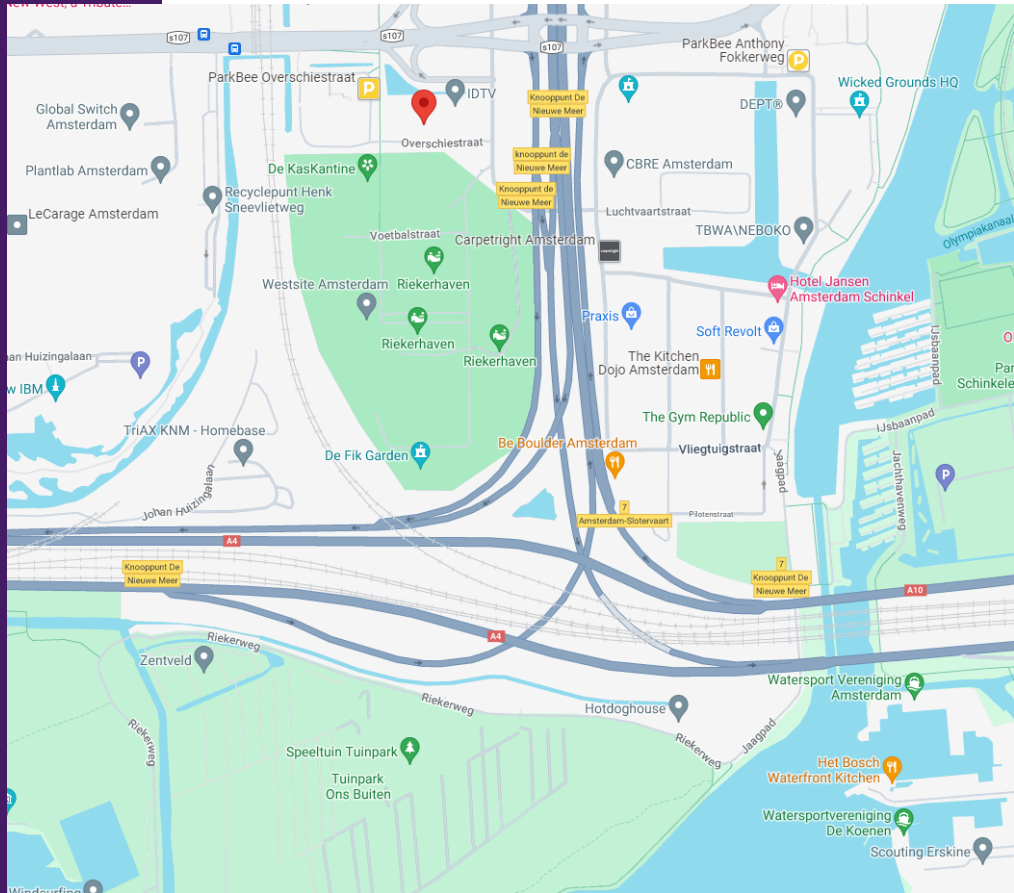 New-West, a Tribute...
s107
s107
s107
ParkBee Anthony
Fokkerweg
P
ParkBee Overschiestraat
P
IDTV
Wicked Grounds HQ
Global Switch
Amsterdam
Knooppunt De
Nieuwe Meer
DEPT®
Overschiestraat
knooppunt de
Nieuwe Meer
CBRE Amsterdam
De KasKantine
Plantlab Amsterdam
Knooppunt de
Nieuwe Meer
Recyclepunt Henk
Sneevlietweg
LeCarage Amsterdam
Luchtvaartstraat
Olympiakanaal
Voetbalstraat
Carpetright Amsterdam
TBWA\NEBOKO
Riekerhaven
Westsite Amsterdam
Hotel Jansen
Amsterdam Schinkel
Praxis
Soft Revolt
Riekerhaven
Riekerhaven
IJsbaanpad
an Huizingalaan
P
The Kitchen
Dojo Amsterdam
Par
Schinkele
w IBM
The Gym Republic
IJsbaanpad
TriAX KNM - Homebase
Be Boulder Amsterdam
Vliegtuigstraat
De Fik Garden
Jaagpad
Jachthavenweg
P
Johan Huizingalaan
7
Amsterdam-Slotervaart
Pilotenstraat
A4
Knooppunt De
Nieuwe Meer
7
Knooppunt De
Nieuwe Meer
A10
A4
Riekerweg
Zentveld
Watersport Vereniging
Amsterdam
Riekerweg
Hotdoghouse
Riekerweg
Riekerweg
Jaagpad
Speeltuin Tuinpark
Tuinpark
Ons Buiten
Het Bosch
Waterfront Kitchen
Watersportvereniging
De Koenen
Scouting Erskine
Windsurfing